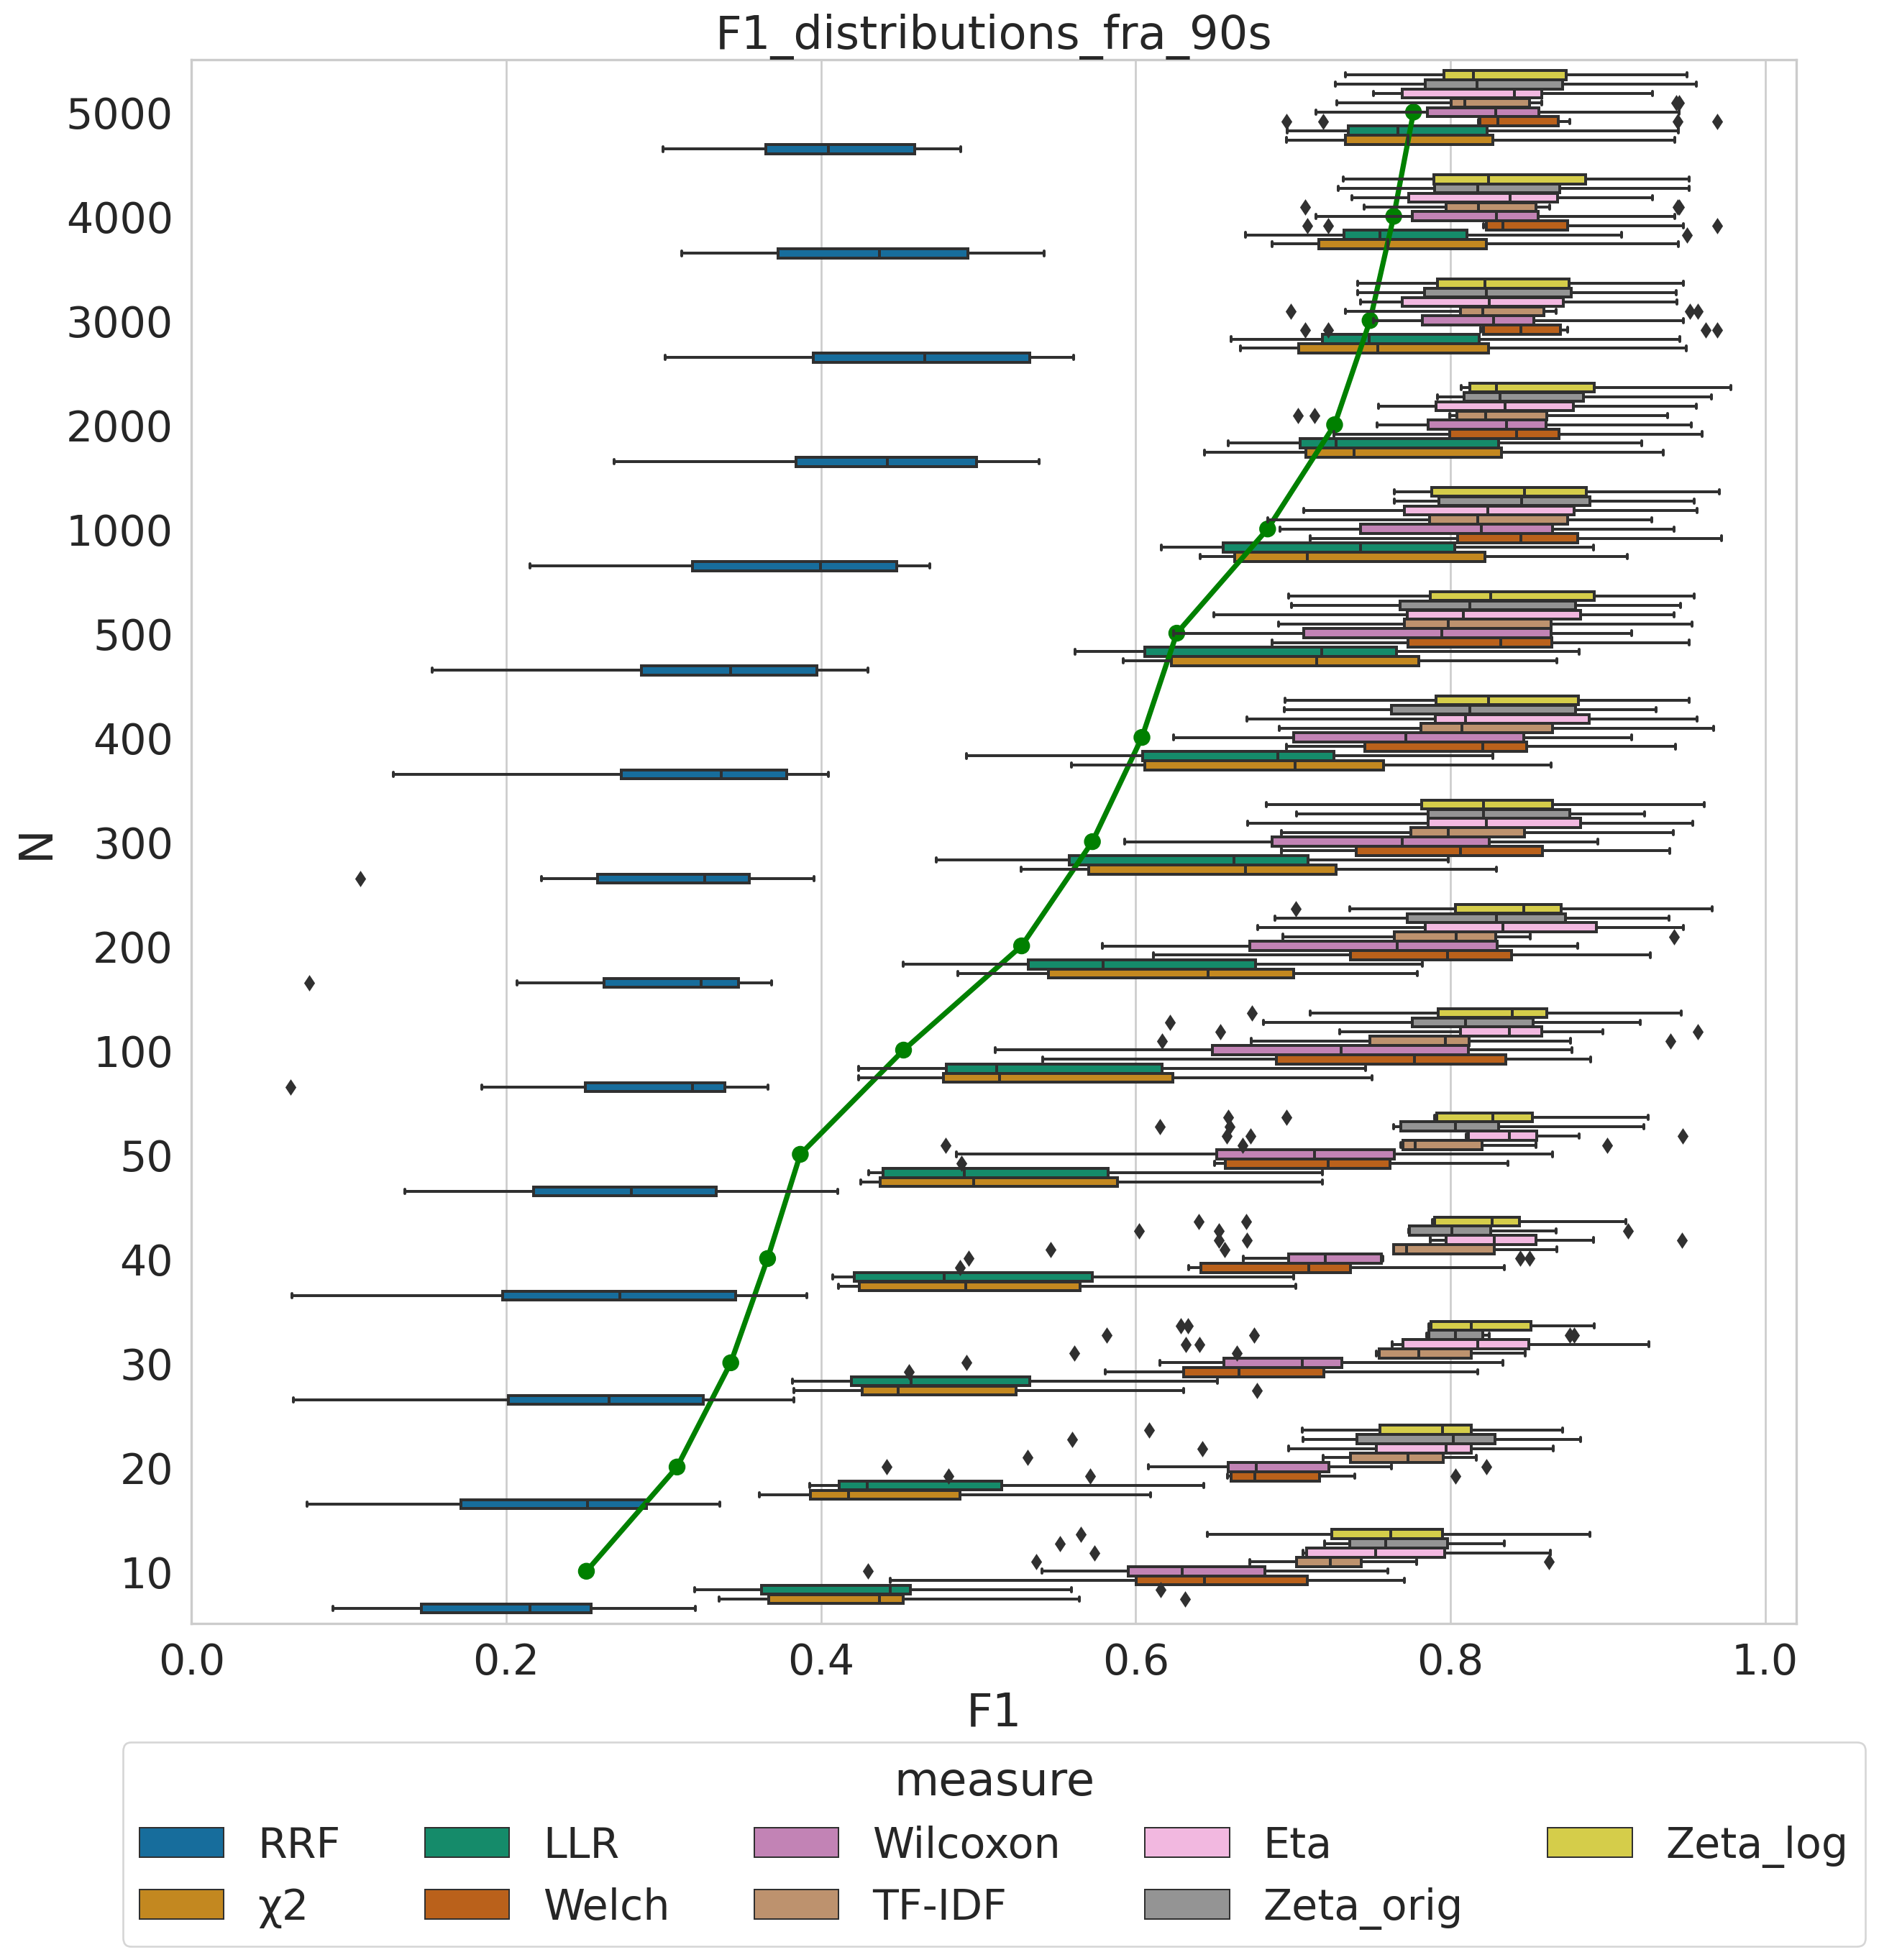 F1_distributions_fra_90s
5000
4000
3000
2000
1000
500
400
300
200
100
50
40
30
20
10
N
0.0 0.2 0.4 0.6 0.8 1.0
F1
measure
RRF LLR Wilcoxon Eta Zeta_log
χ2 Welch TF-IDF Zeta_orig